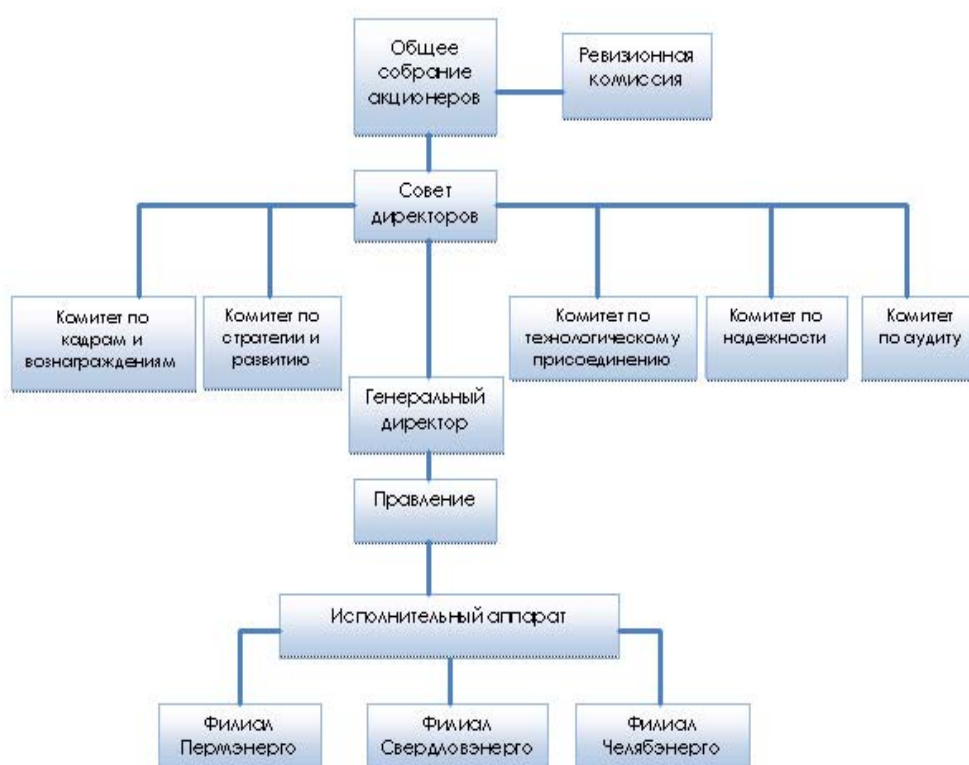 Общее
собрание
акционеров
Ревизионная
комиссия
Совет
директоров
Комитет по
кадрам и
вознаграждениям
Комитет по
стратегии и
развитию
Комитет по
технологическому
присоединению
Комитет по
надежности
Комитет
по аудиту
Генеральный
директор
Правление
Исполнительный аппарат
Филиал
Пермэнерго
Филиал
Свердловэнерго
Филиал
Челябэнерго